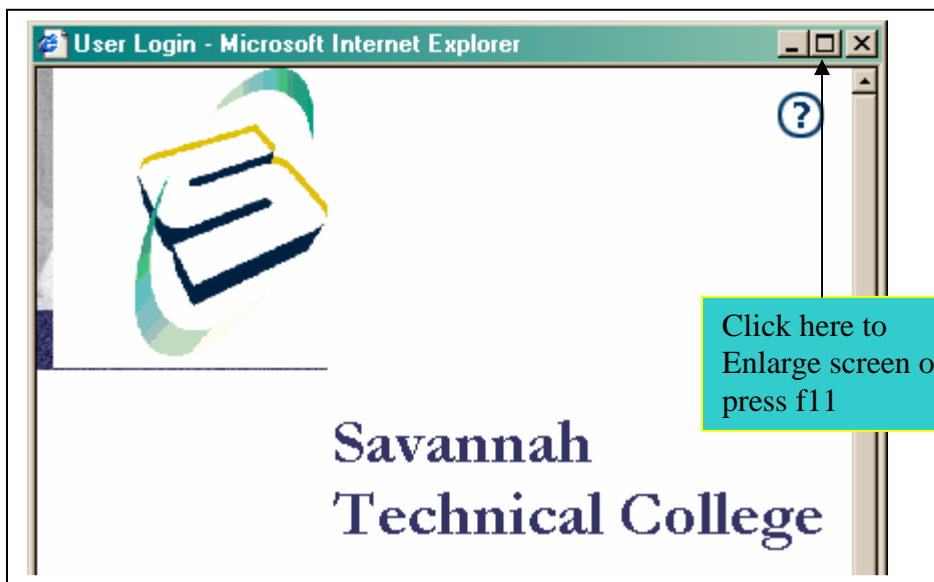 User Login - Microsoft Internet Explorer
?
Click here to
Enlarge screen o
press f11
Savannah
Technical College